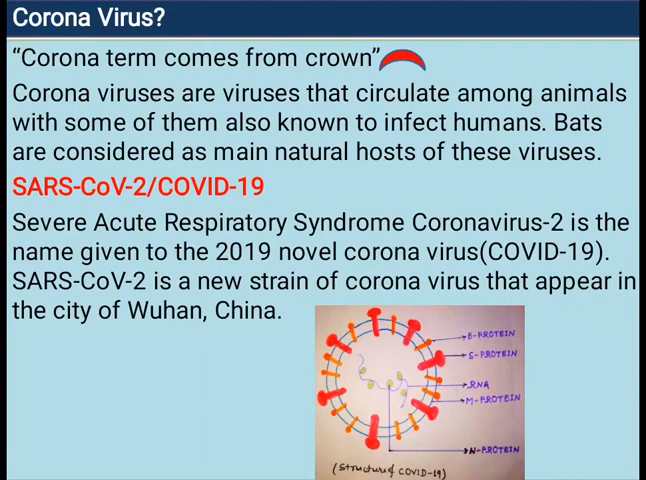 Corona Virus?
“Corona term comes from crown”
Corona viruses are viruses that circulate among animals
with some of them also known to infect humans. Bats
are considered as main natural hosts of these viruses.
SARS-CoV-2/COVID-19
Severe Acute Respiratory Syndrome Coronavirus-2 is the
name given to the 2019 novel corona virus(COVID-19).
SARS-CoV-2 is a new strain of corona virus that appear in
the city of Wuhan, China.
E-PROTEIN
S-PROTEIN
RNA
M-PROTEIN
N-PROTEIN
(Structure of COVID-19)